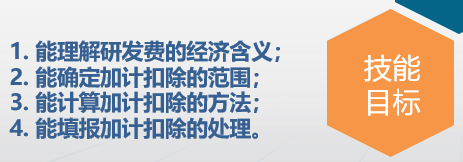 1. 能理解研发费的经济含义；
2. 能确定加计扣除的范围；
3. 能计算加计扣除的方法；
4. 能填报加计扣除的处理。
技能
目标